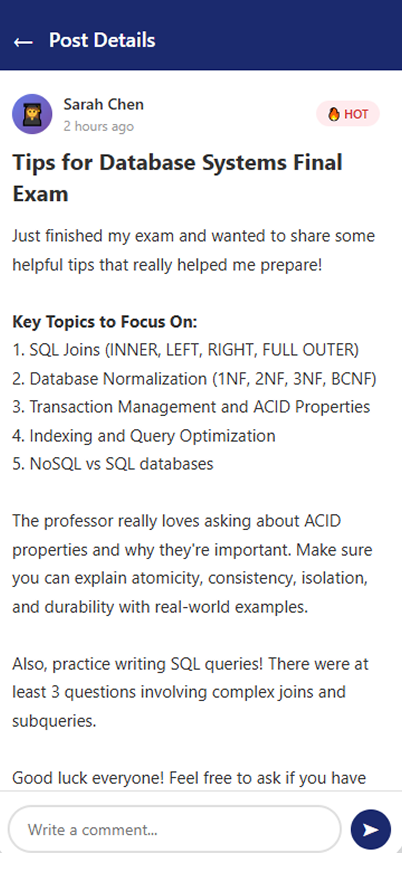 ← Post Details
Sarah Chen
2 hours ago
🔥 HOT
Tips for Database Systems Final
Exam
Just finished my exam and wanted to share some
helpful tips that really helped me prepare!
Key Topics to Focus On:
1. SQL Joins (INNER, LEFT, RIGHT, FULL OUTER)
2. Database Normalization (1NF, 2NF, 3NF, BCNF)
3. Transaction Management and ACID Properties
4. Indexing and Query Optimization
5. NoSQL vs SQL databases
The professor really loves asking about ACID
properties and why they're important. Make sure
you can explain atomicity, consistency, isolation,
and durability with real-world examples.
Also, practice writing SQL queries! There were at
least 3 questions involving complex joins and
subqueries.
Good luck everyone! Feel free to ask if you have
Write a comment...